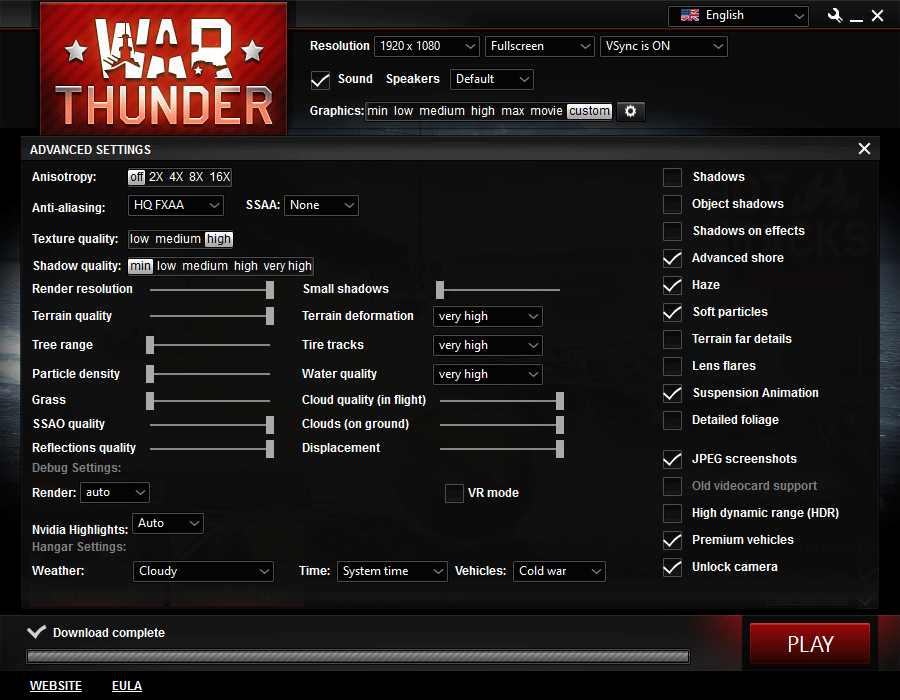 English
WAR
THUNDER
Resolution 1920 x 1080 Fullscreen VSync is ON
Sound Speakers Default
Graphics: min low medium high max movie custom
ADVANCED SETTINGS
Anisotropy: off 2X 4X 8X 16X
Anti-aliasing: HQ FXAA SSAA: None
Texture quality: low medium high
Shadow quality: min low medium high very high
Render resolution Small shadows
Terrain quality Terrain deformation very high
Tree range Tire tracks very high
Particle density Water quality very high
Grass Cloud quality (in flight)
SSAO quality Clouds (on ground)
Reflections quality Displacement
Debug Settings:
Render: auto VR mode
Nvidia Highlights: Auto
Hangar Settings:
Weather: Cloudy Time: System time Vehicles: Cold war
Shadows
Object shadows
Shadows on effects
Advanced shore
Haze
Soft particles
Terrain far details
Lens flares
Suspension Animation
Detailed foliage
JPEG screenshots
Old videocard support
High dynamic range (HDR)
Premium vehicles
Unlock camera
Download complete
PLAY
WEBSITE EULA